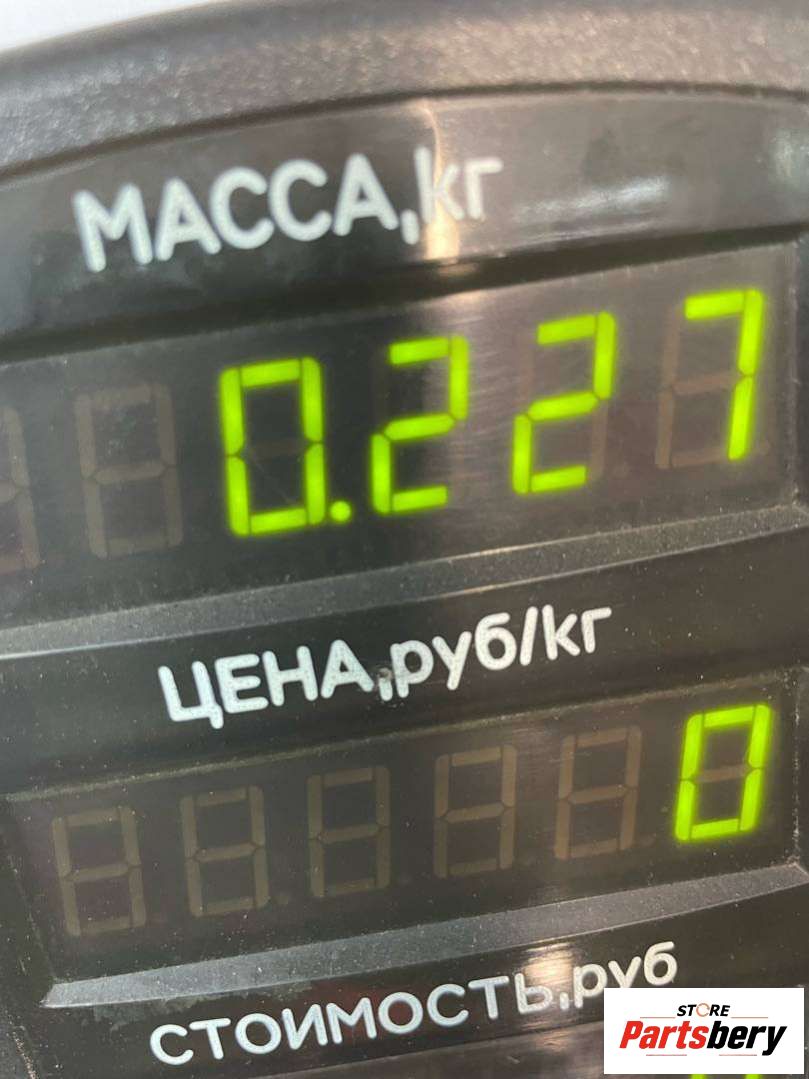 МАССА,кг
0.227
ЦЕНА,руб/кг
0
СТОИМОСТЬ,руб
STORE
Partsbery